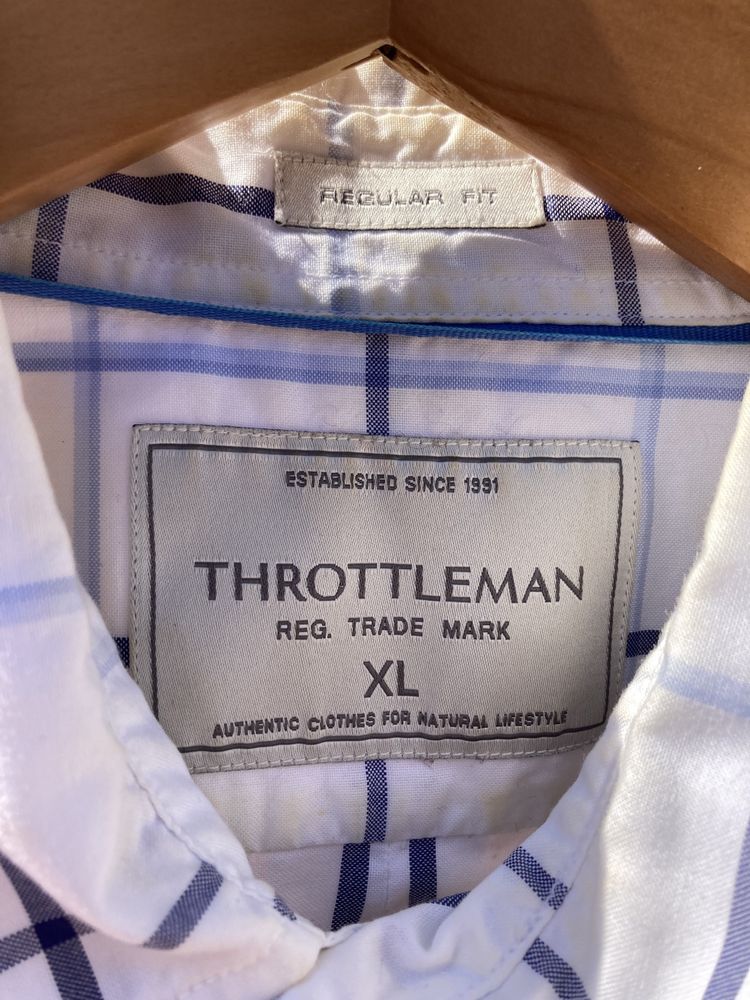 REGULAR FIT
ESTABLISHED SINCE 1991
THROTTLEMAN
REG. TRADE MARK
XL
AUTHENTIC CLOTHES FOR NATURAL LIFESTYLE